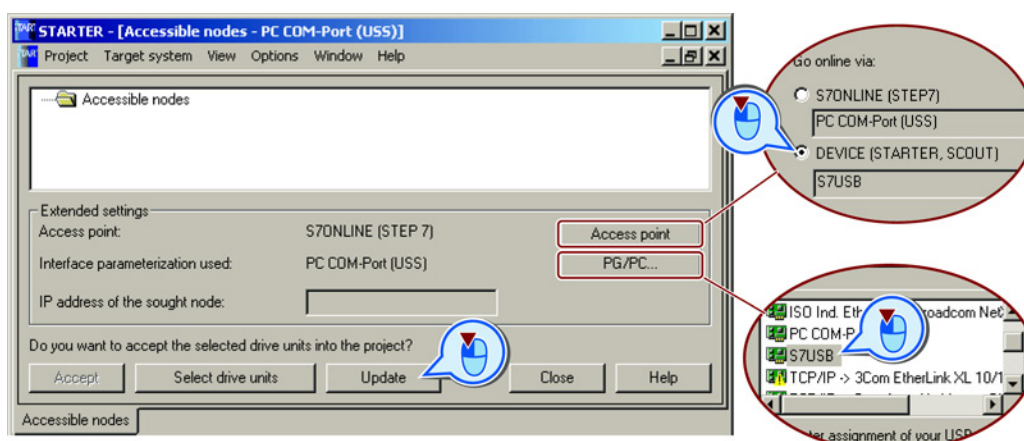 STARTER - [Accessible nodes - PC COM-Port (USS)]
Project Target system View Options Window Help
Accessible nodes
Extended settings
Access point: S7ONLINE (STEP 7) Access point
Interface parameterization used: PC COM-Port (USS) PG/PC...
IP address of the sought node:
Do you want to accept the selected drive units into the project?
Accept Select drive units Update Close Help
Accessible nodes
Go online via:
S7ONLINE (STEP7)
PC COM-Port (USS)
DEVICE (STARTER, SCOUT)
S7USB
ISO Ind. Net
PC COM-P
S7USB
TCP/IP -> 3Com EtherLink XL 10/1
assignment of your